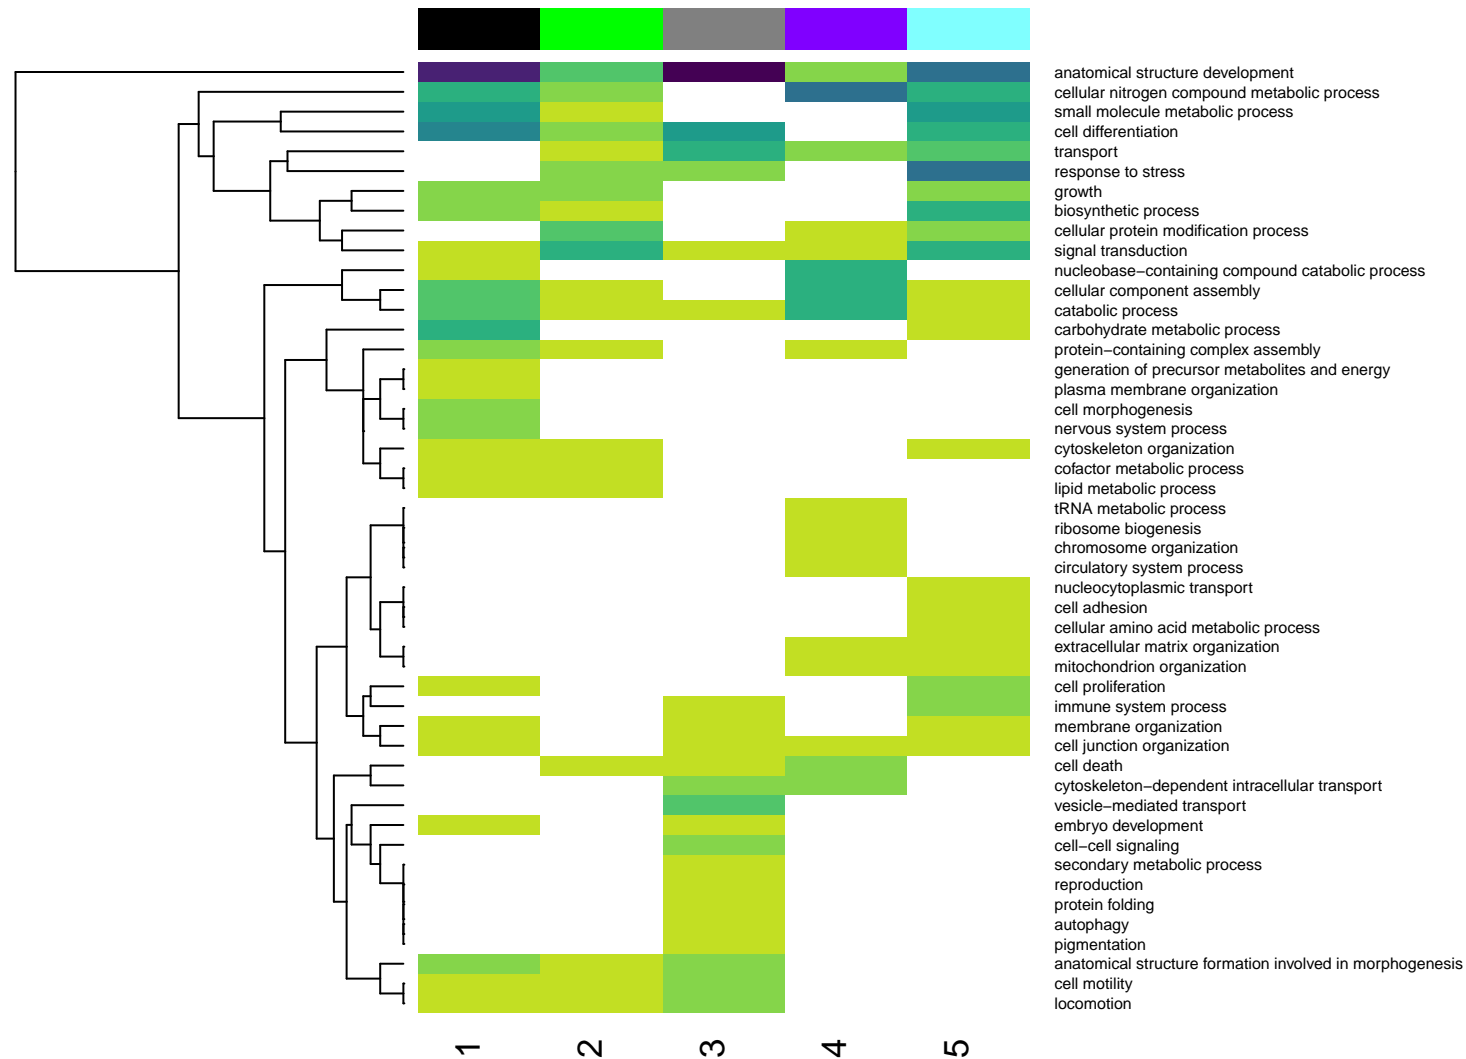 anatomical structure development
cellular nitrogen compound metabolic process
small molecule metabolic process
cell differentiation
transport
response to stress
growth
biosynthetic process
cellular protein modification process
signal transduction
nucleobase−containing compound catabolic process
cellular component assembly
catabolic process
carbohydrate metabolic process
protein−containing complex assembly
generation of precursor metabolites and energy
plasma membrane organization
cell morphogenesis
nervous system process
cytoskeleton organization
cofactor metabolic process
lipid metabolic process
tRNA metabolic process
ribosome biogenesis
chromosome organization
circulatory system process
nucleocytoplasmic transport
cell adhesion
cellular amino acid metabolic process
extracellular matrix organization
mitochondrion organization
cell proliferation
immune system process
membrane organization
cell junction organization
cell death
cytoskeleton−dependent intracellular transport
vesicle−mediated transport
embryo development
cell−cell signaling
secondary metabolic process
reproduction
protein folding
autophagy
pigmentation
anatomical structure formation involved in morphogenesis
cell motility
locomotion
1 2 3 4 5